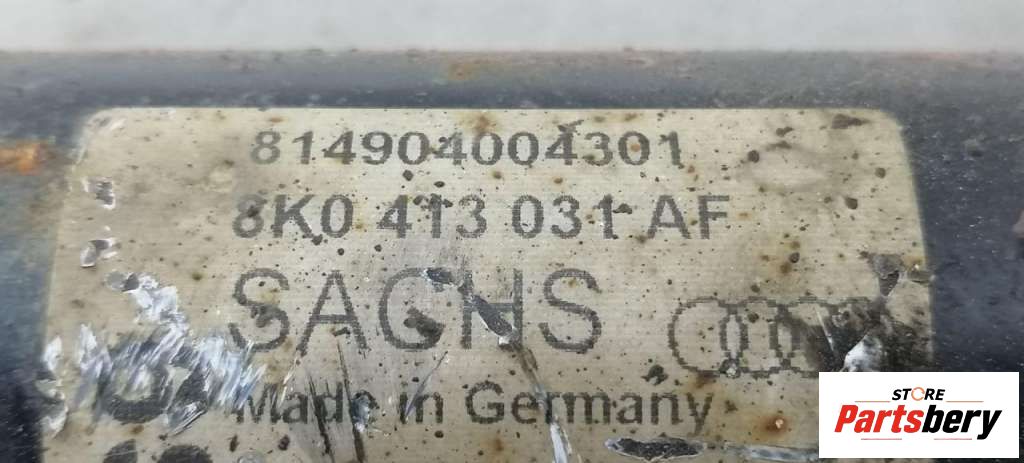 814904004301
8K0 413 031 AF
SACHS
Made in Germany
STORE
Partsbery